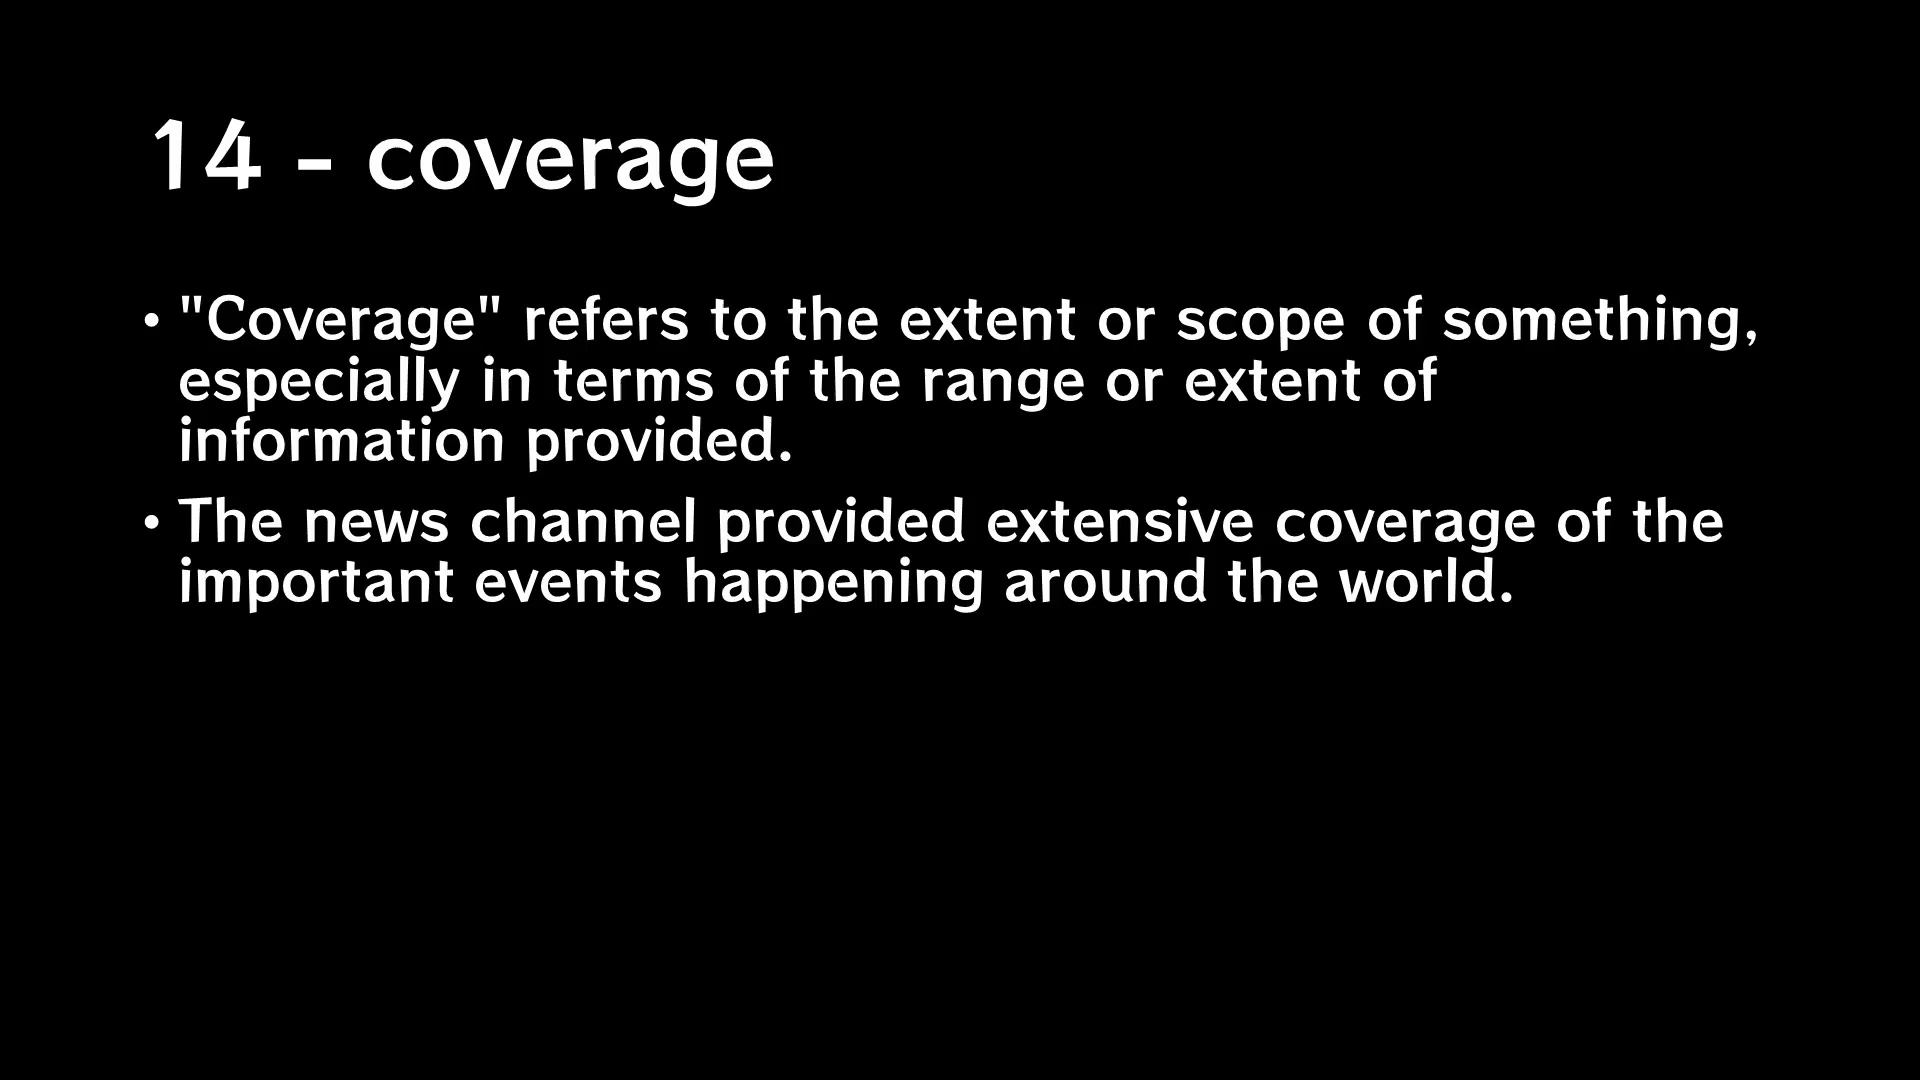 14 - coverage
• "Coverage" refers to the extent or scope of something,
especially in terms of the range or extent of
information provided.
• The news channel provided extensive coverage of the
important events happening around the world.